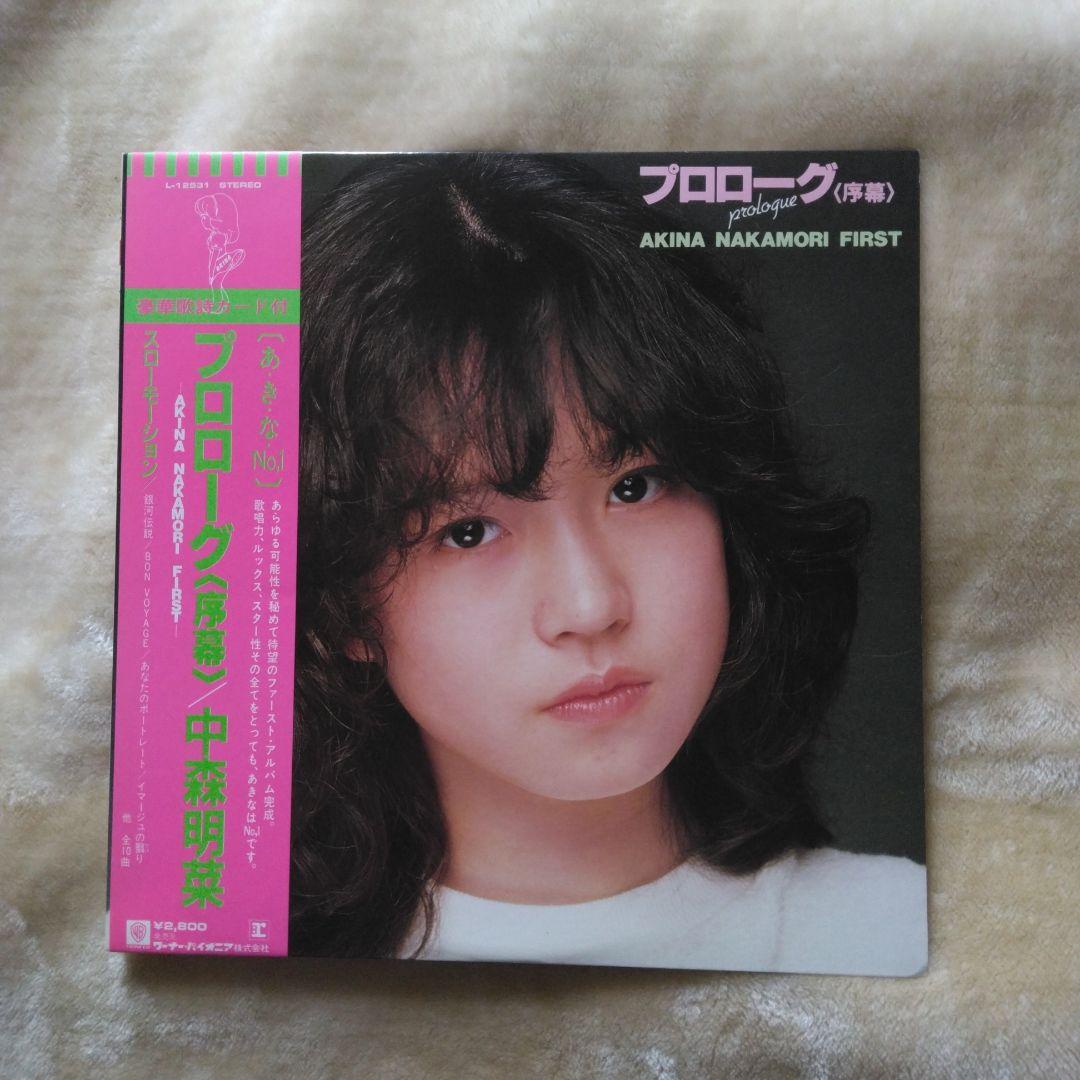 L-12531 STEREO
AKINA
豪華歌詩カード付
〔あ・き・な・No,1〕
あらゆる可能性を秘めて待望のファースト・アルバム完成。
歌唱力、ルックス、スター性その全てをとっても、あきなはNo,1です。
プロローグ〈序幕〉/中森明菜
—AKINA NAKAMORI FIRST—
スローモーション/銀河伝説/BON VOYAGE/あなたのポートレート/イマージュの翳り
他 全10曲
¥2,800
ワーナー・パイオニア株式会社
プロローグ〈序幕〉
prologue
AKINA NAKAMORI FIRST